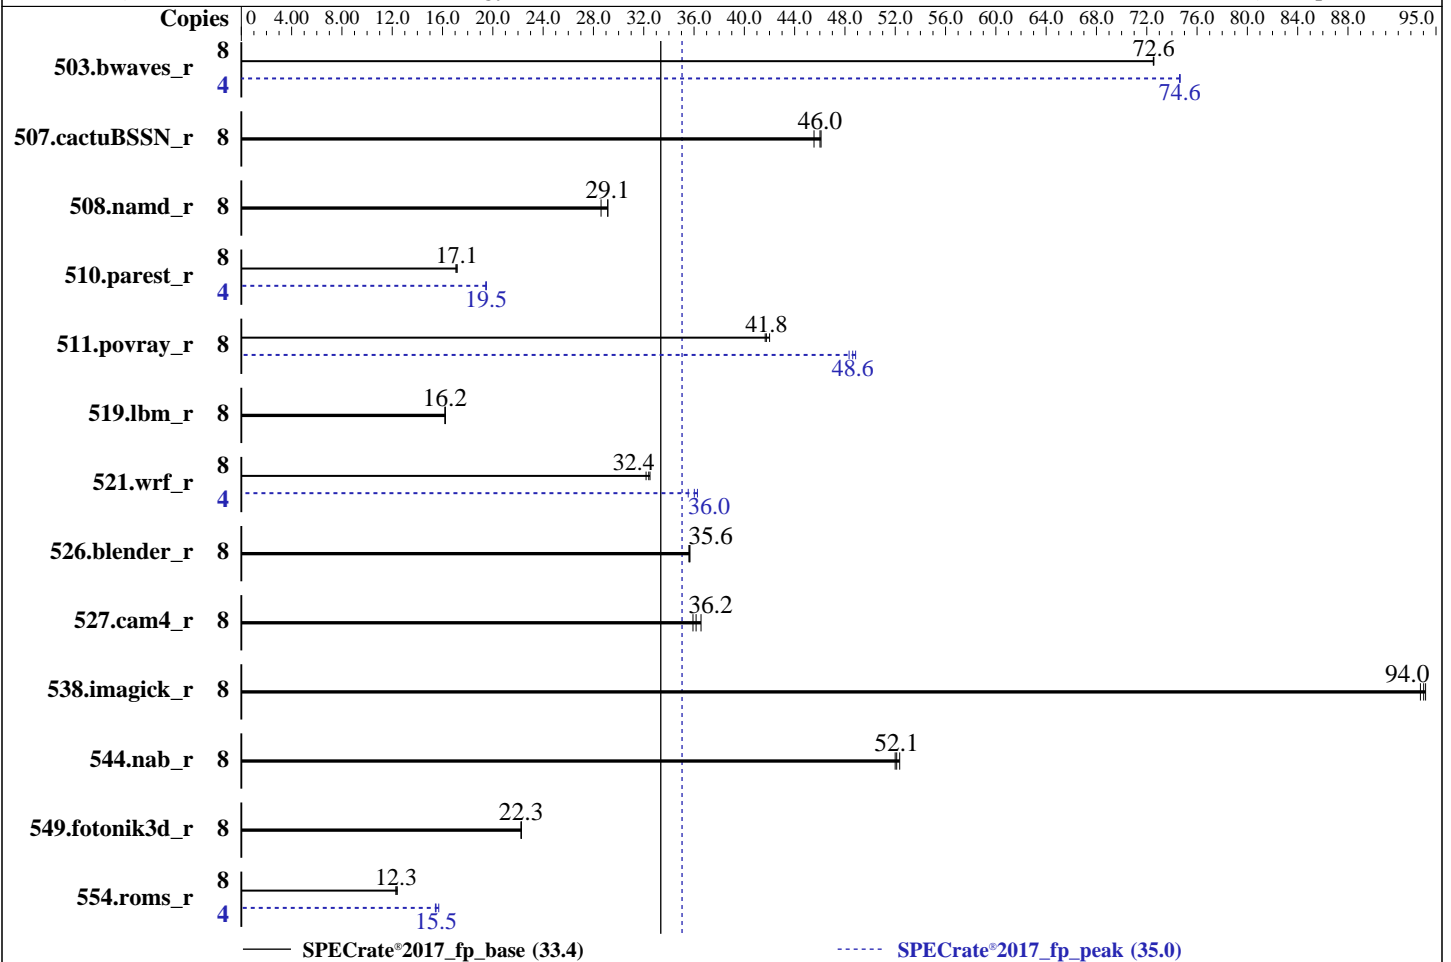 Copies 0 4.00 8.00 12.0 16.0 20.0 24.0 28.0 32.0 36.0 40.0 44.0 48.0 52.0 56.0 60.0 64.0 68.0 72.0 76.0 80.0 84.0 88.0 95.0
503.bwaves_r 8 72.6
4 74.6
507.cactuBSSN_r 8 46.0
508.namd_r 8 29.1
510.parest_r 8 17.1
4 19.5
511.povray_r 8 41.8
48.6
519.lbm_r 8 16.2
521.wrf_r 8 32.4
4 36.0
526.blender_r 8 35.6
527.cam4_r 8 36.2
538.imagick_r 8 94.0
544.nab_r 8 52.1
549.fotonik3d_r 8 22.3
554.roms_r 8 12.3
4 15.5
SPECrate®2017_fp_base (33.4) SPECrate®2017_fp_peak (35.0)